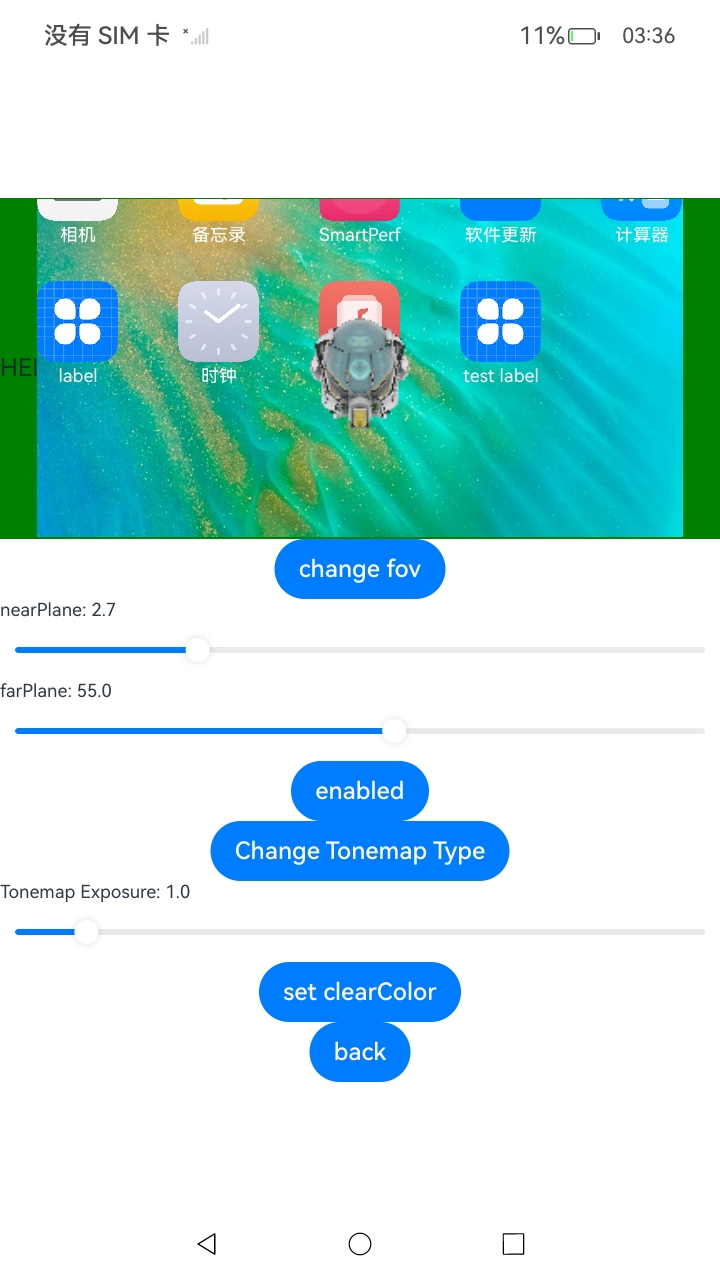 没有 SIM 卡
11%
03:36
相机
备忘录
SmartPerf
软件更新
计算器
label
时钟
test label
HEI
change fov
nearPlane: 2.7
farPlane: 55.0
enabled
Change Tonemap Type
Tonemap Exposure: 1.0
set clearColor
back